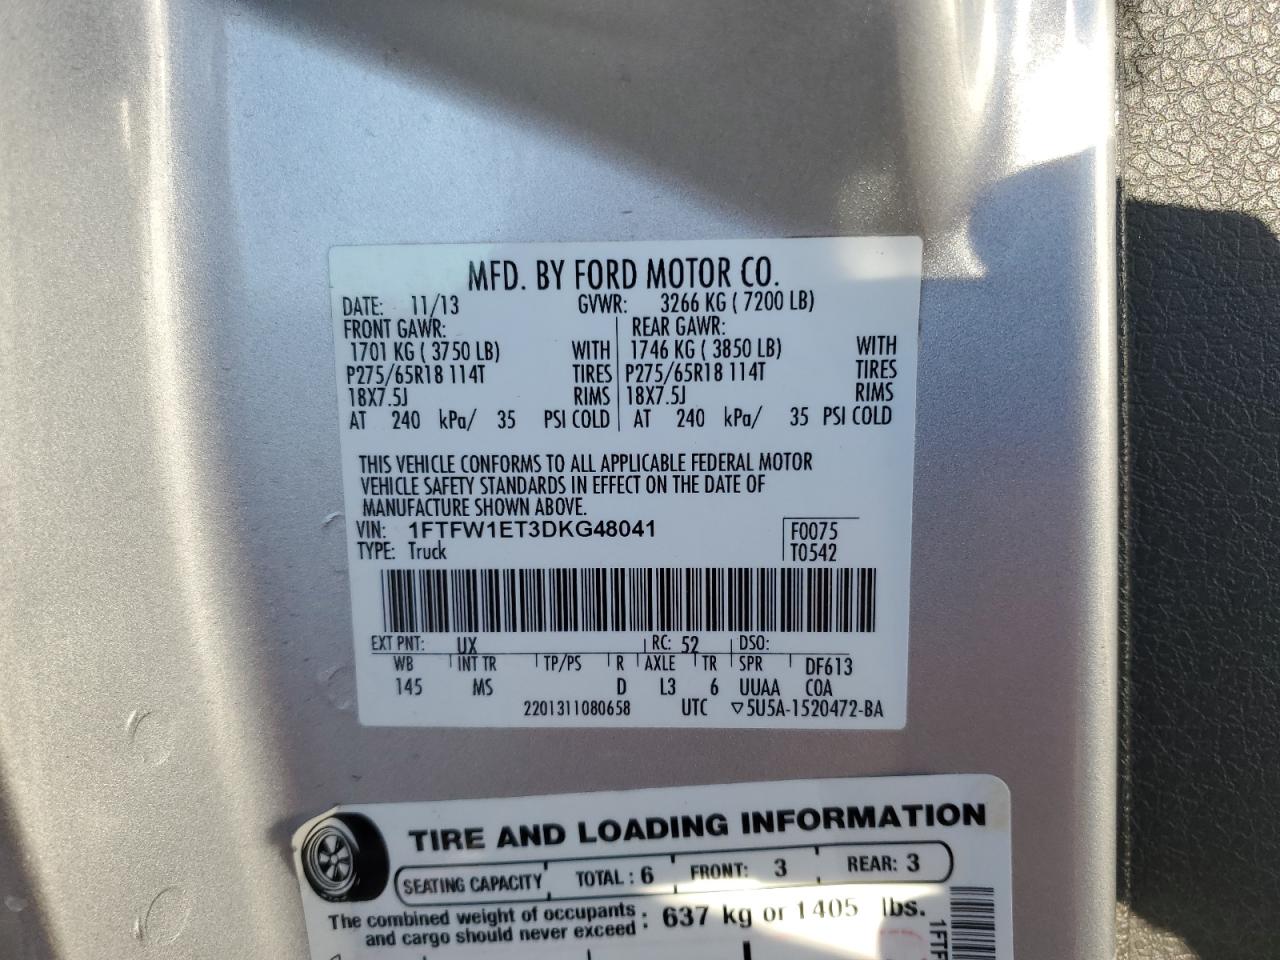 MFD. BY FORD MOTOR CO.
DATE: 11/13 GVWR: 3266 KG ( 7200 LB)
FRONT GAWR: REAR GAWR:
1701 KG ( 3750 LB) WITH 1746 KG ( 3850 LB) WITH
P275/65R18 114T TIRES P275/65R18 114T TIRES
18X7.5J RIMS 18X7.5J RIMS
AT 240 kPa/ 35 PSI COLD AT 240 kPa/ 35 PSI COLD
THIS VEHICLE CONFORMS TO ALL APPLICABLE FEDERAL MOTOR
VEHICLE SAFETY STANDARDS IN EFFECT ON THE DATE OF
MANUFACTURE SHOWN ABOVE.
VIN: 1FTFW1ET3DKG48041 F0075
TYPE: Truck T0542
EXT PNT: UX RC: 52 DSO:
WB INT TR TP/PS R AXLE TR SPR DF613
145 MS D L3 6 UUAA COA
2201311080658 UTC ▽5U5A-1520472-BA
TIRE AND LOADING INFORMATION
SEATING CAPACITY TOTAL: 6 FRONT: 3 REAR: 3
The combined weight of occupants : 637 kg or 1405 lbs.
and cargo should never exceed
1FTF